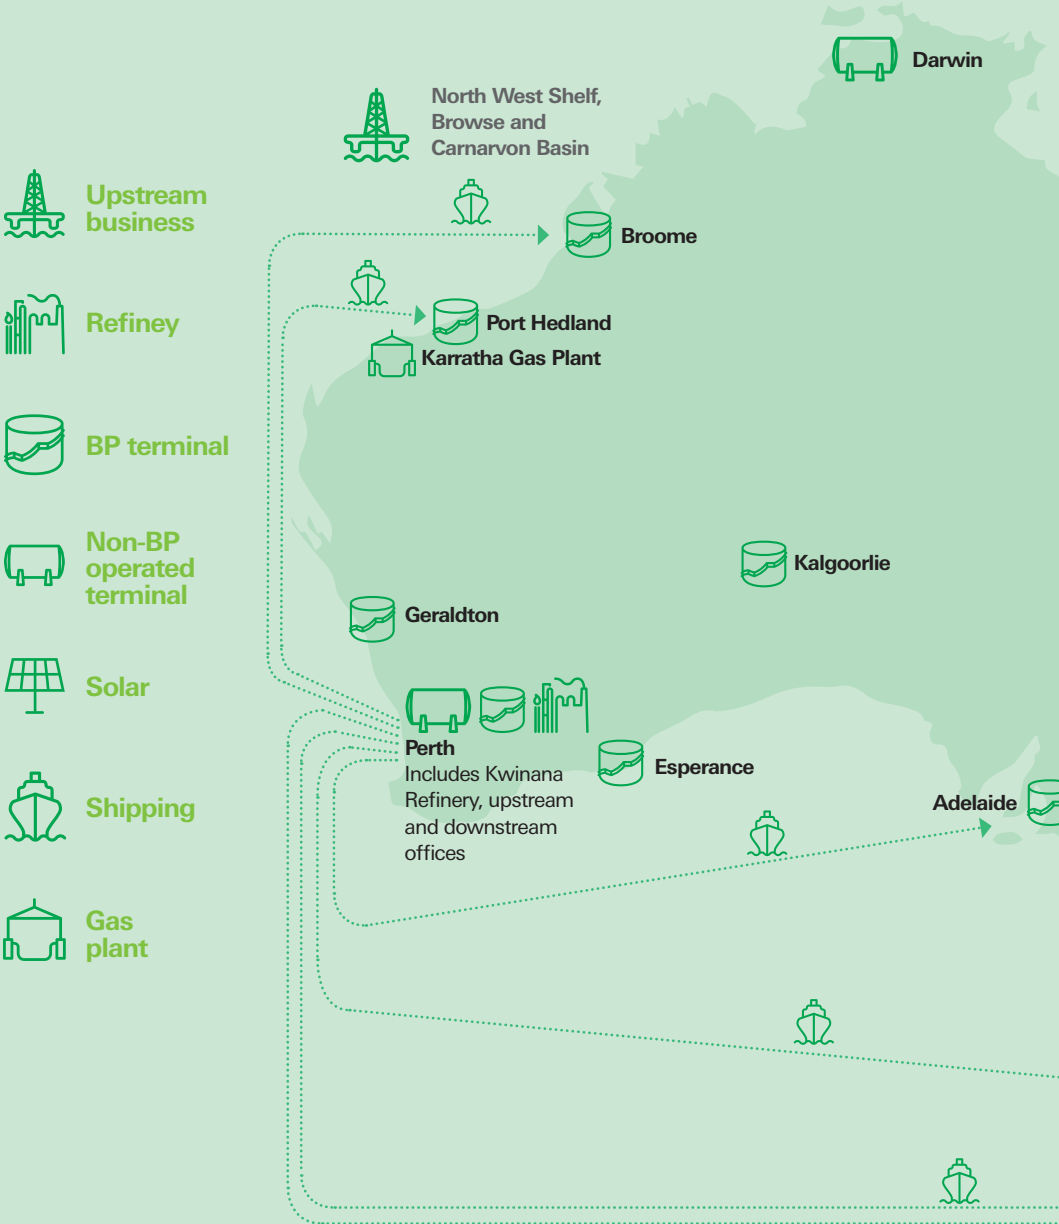 Upstream
business
Refiney
BP terminal
Non-BP
operated
terminal
Solar
Shipping
Gas
plant
Darwin
North West Shelf,
Browse and
Carnarvon Basin
Broome
Port Hedland
Karratha Gas Plant
Kalgoorlie
Geraldton
Perth
Includes Kwinana
Refinery, upstream
and downstream
offices
Esperance
Adelaide